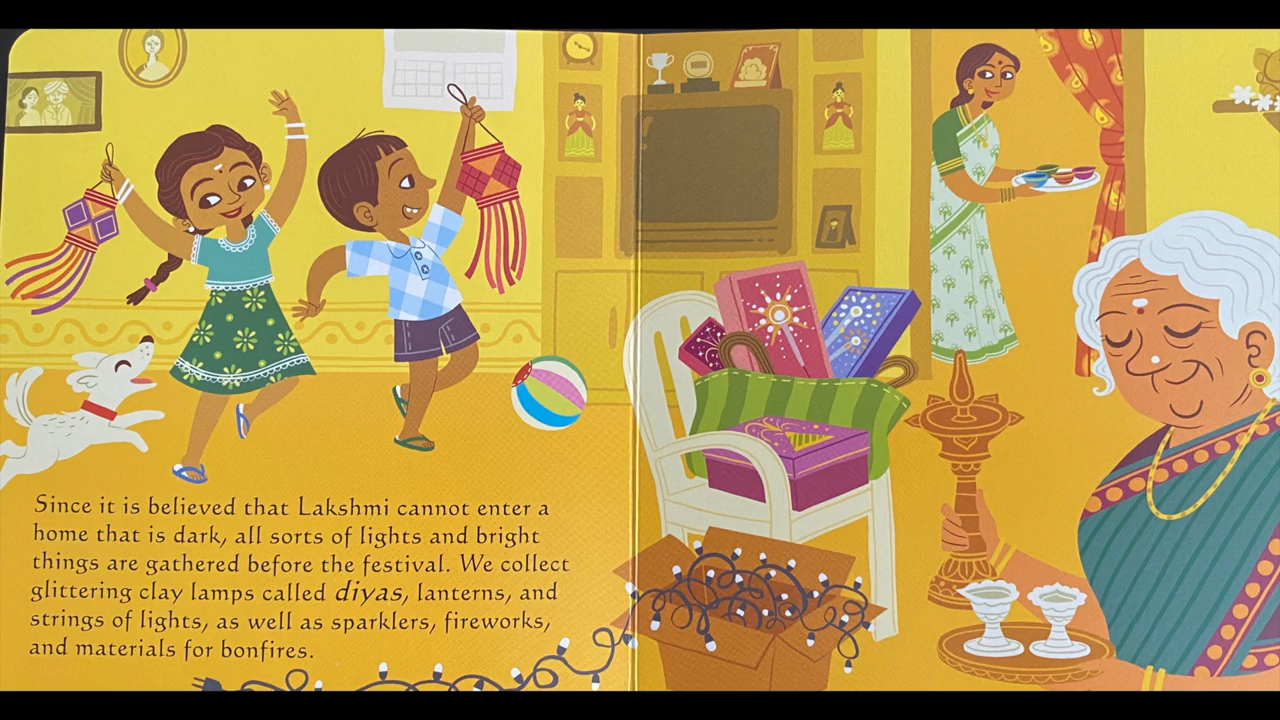 Since it is believed that Lakshmi cannot enter a
home that is dark, all sorts of lights and bright
things are gathered before the festival. We collect
glittering clay lamps called diyas, lanterns, and
strings of lights, as well as sparklers, fireworks,
and materials for bonfires.